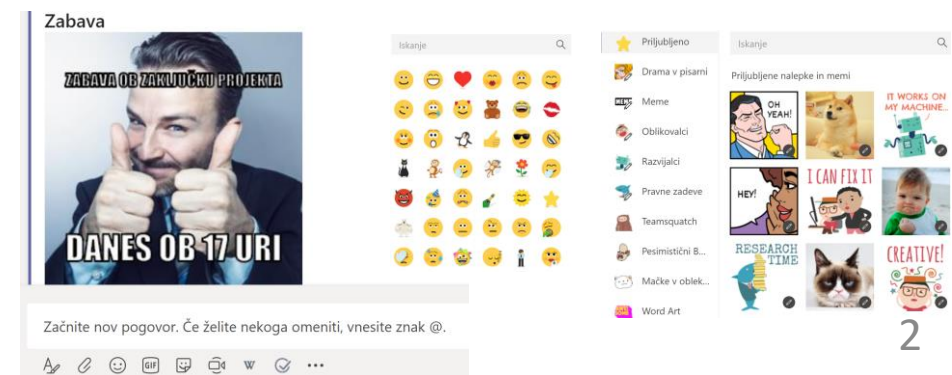 Zabava
ZABAVA OB ZAKLJUČKU PROJEKTA
DANES OB 17 URI
Začnite nov pogovor. Če želite nekoga omeniti, vnesite znak @.
GIF
W
Iskanje
Priljubljeno
Drama v pisarni
Meme
Oblikovalci
Razvijalci
Pravne zadeve
Teamsquatch
Pesimistični B...
Mačke v oblek...
Word Art
Iskanje
Priljubljene nalepke in memi
OH
YEAH!
IT WORKS ON
MY MACHINE...
HEY!
I CAN FIX IT
RESEARCH
TIME
CREATIVE!
2